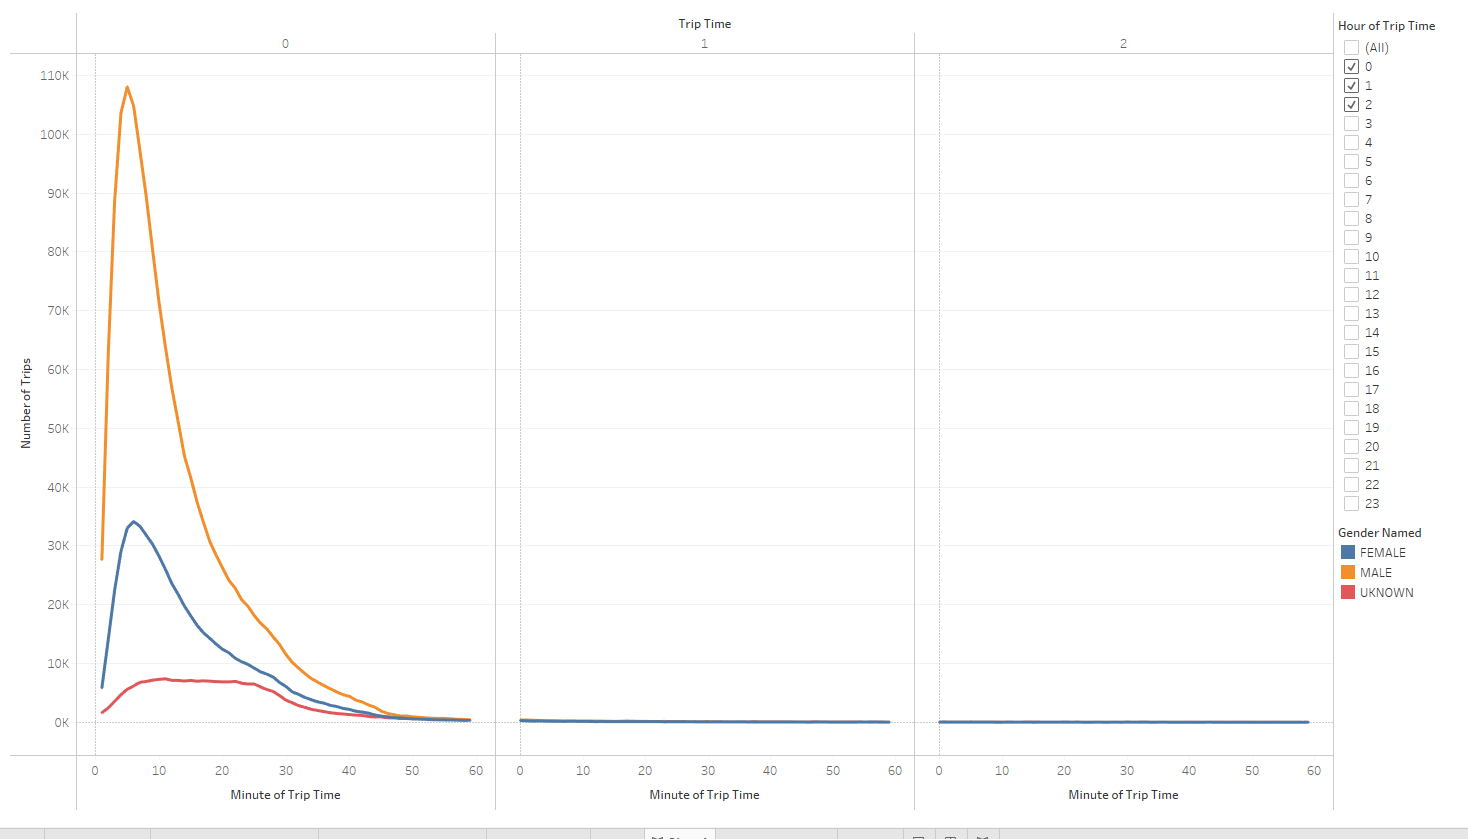 Trip Time
0 1 2
110K
100K
90K
80K
70K
60K
50K
40K
30K
20K
10K
0K
Number of Trips
0 10 20 30 40 50 60 0 10 20 30 40 50 60 0 10 20 30 40 50 60
Minute of Trip Time Minute of Trip Time Minute of Trip Time
Hour of Trip Time
(All)
0
1
2
3
4
5
6
7
8
9
10
11
12
13
14
15
16
17
18
19
20
21
22
23
Gender Named
FEMALE
MALE
UKNOWN